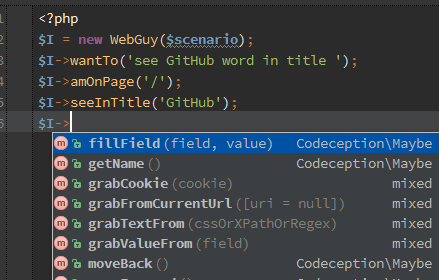 1 <?php
2 $I = new WebGuy($scenario);
3 $I->wantTo('see GitHub word in title ');
4 $I->amOnPage('/');
5 $I->seeInTitle('GitHub');
6 $I->
m fillField(field, value) Codeception\Maybe
m getName() Codeception\Maybe
m grabCookie(cookie) mixed
m grabFromCurrentUrl([uri = null]) mixed
m grabTextFrom(cssOrXPathOrRegex) mixed
m grabValueFrom(field) mixed
m moveBack() Codeception\Maybe